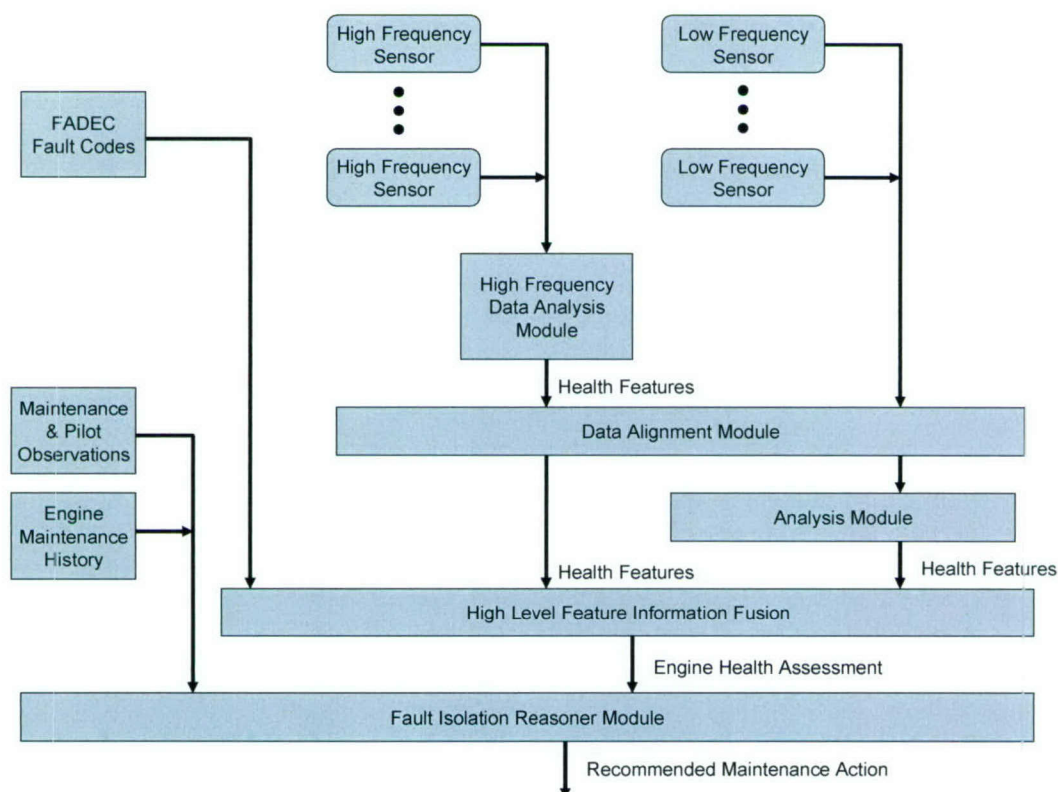 High Frequency
Sensor
Low Frequency
Sensor
FADEC
Fault Codes
High Frequency
Sensor
Low Frequency
Sensor
High Frequency
Data Analysis
Module
Health Features
Maintenance
& Pilot
Observations
Data Alignment Module
Engine
Maintenance
History
Analysis Module
Health Features
Health Features
High Level Feature Information Fusion
Engine Health Assessment
Fault Isolation Reasoner Module
Recommended Maintenance Action